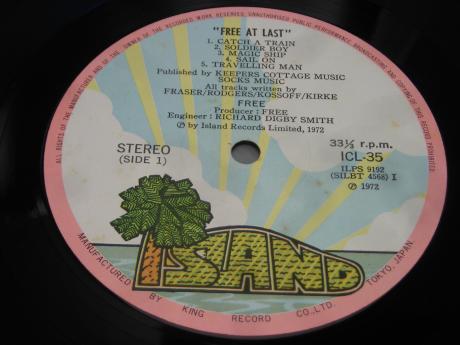 "FREE AT LAST"
1. CATCH A TRAIN
2. SOLDIER BOY
3. MAGIC SHIP
4. SAIL ON
5. TRAVELLING MAN
Published by KEEPERS COTTAGE MUSIC
SOCKS MUSIC
All tracks written by
FRASER/RODGERS/KOSSOFF/KIRKE
FREE
Producer : FREE
Engineer : RICHARD DIGBY SMITH
℗ by Island Records Limited, 1972
STEREO
(SIDE 1)
33⅓ r.p.m.
ICL-35
ILPS 9192
(SILBT 4568) I
℗ 1972
ISLAND
MANUFACTURED BY KING RECORD CO., LTD. TOKYO, JAPAN.
ALL RIGHTS OF THE MANUFACTURER AND OF THE OWNER OF THE RECORDED WORK RESERVED. UNAUTHORISED PUBLIC PERFORMANCE, BROADCASTING AND COPYING OF THIS RECORD PROHIBITED.